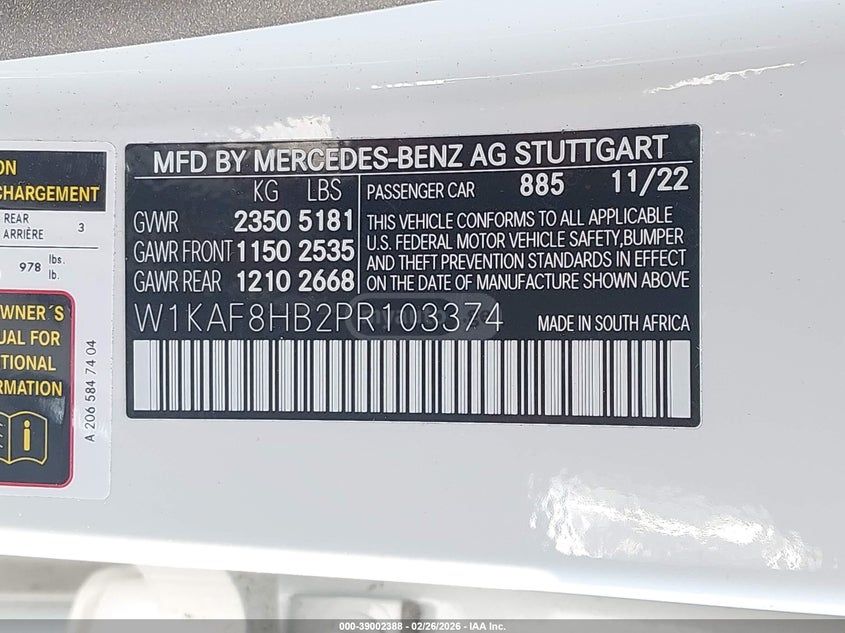 ON
CHARGEMENT
REAR 3
ARRIÈRE
978 lbs.
lb.
WNER´S
UAL FOR
TIONAL
RMATION
i
A 206 584 74 04
MFD BY MERCEDES-BENZ AG STUTTGART
KG LBS
GVWR 2350 5181
GAWR FRONT 1150 2535
GAWR REAR 1210 2668
PASSENGER CAR 885 11/22
THIS VEHICLE CONFORMS TO ALL APPLICABLE
U.S. FEDERAL MOTOR VEHICLE SAFETY,BUMPER
AND THEFT PREVENTION STANDARDS IN EFFECT
ON THE DATE OF MANUFACTURE SHOWN ABOVE
W1KAF8HB2PR103374 MADE IN SOUTH AFRICA
000-39002388 - 02/26/2026 - IAA Inc.